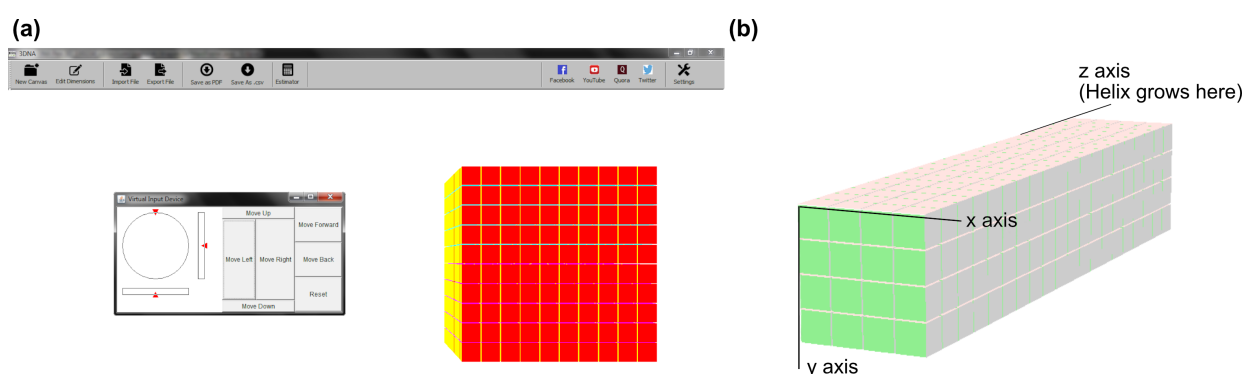 (a)
3DNA
New Canvas Edit Dimensions Import File Export File Save as PDF Save As .csv Estimator Facebook YouTube Quora Twitter Settings
Virtual Input Device
Move Up
Move Forward
Move Left Move Right Move Back
Reset
Move Down
(b)
z axis
(Helix grows here)
x axis
y axis